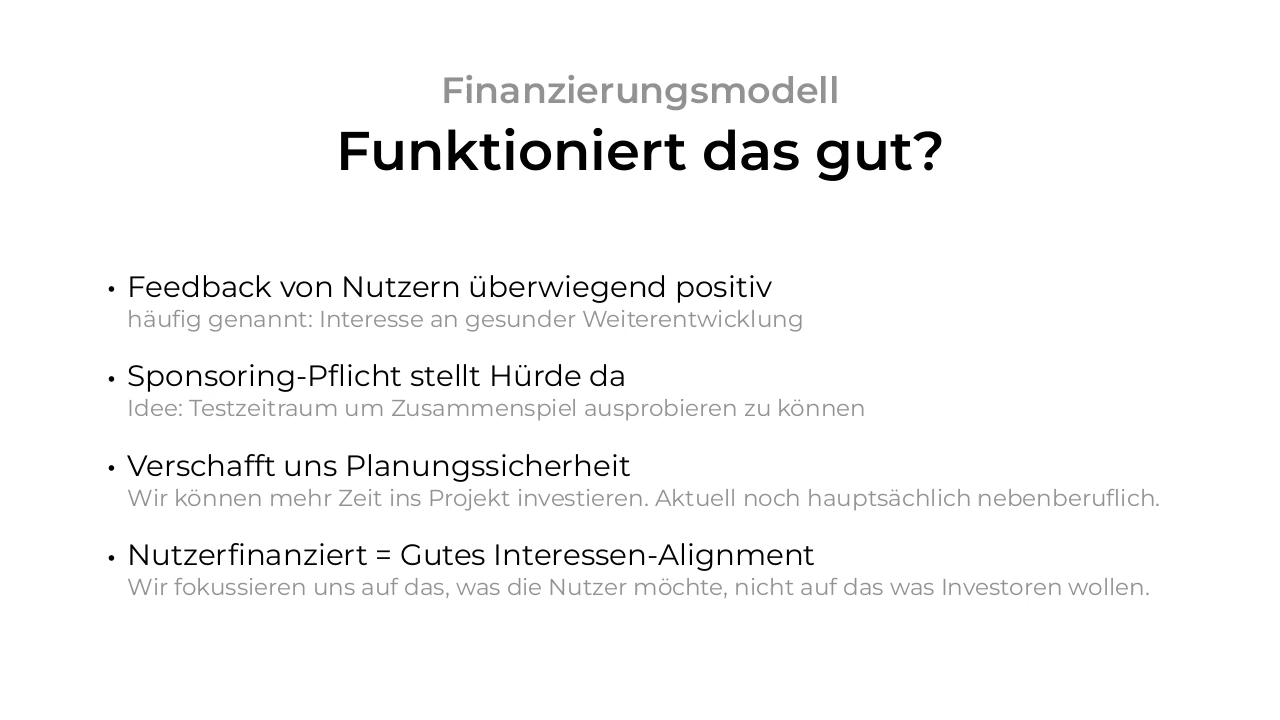 Finanzierungsmodell
Funktioniert das gut?
• Feedback von Nutzern überwiegend positiv
häufig genannt: Interesse an gesunder Weiterentwicklung
• Sponsoring-Pflicht stellt Hürde da
Idee: Testzeitraum um Zusammenspiel ausprobieren zu können
• Verschafft uns Planungssicherheit
Wir können mehr Zeit ins Projekt investieren. Aktuell noch hauptsächlich nebenberuflich.
• Nutzerfinanziert = Gutes Interessen-Alignment
Wir fokussieren uns auf das, was die Nutzer möchte, nicht auf das was Investoren wollen.